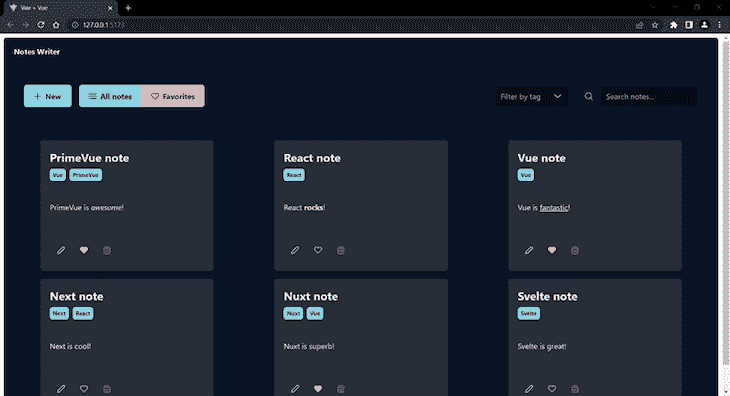 Vite + Vue
127.0.0.1:5173
Notes Writer
New All notes Favorites Filter by tag Search notes...
PrimeVue note
Vue PrimeVue
PrimeVue is awesome!
React note
React
React rocks!
Vue note
Vue
Vue is fantastic!
Next note
Next React
Next is cool!
Nuxt note
Nuxt Vue
Nuxt is superb!
Svelte note
Svelte
Svelte is great!